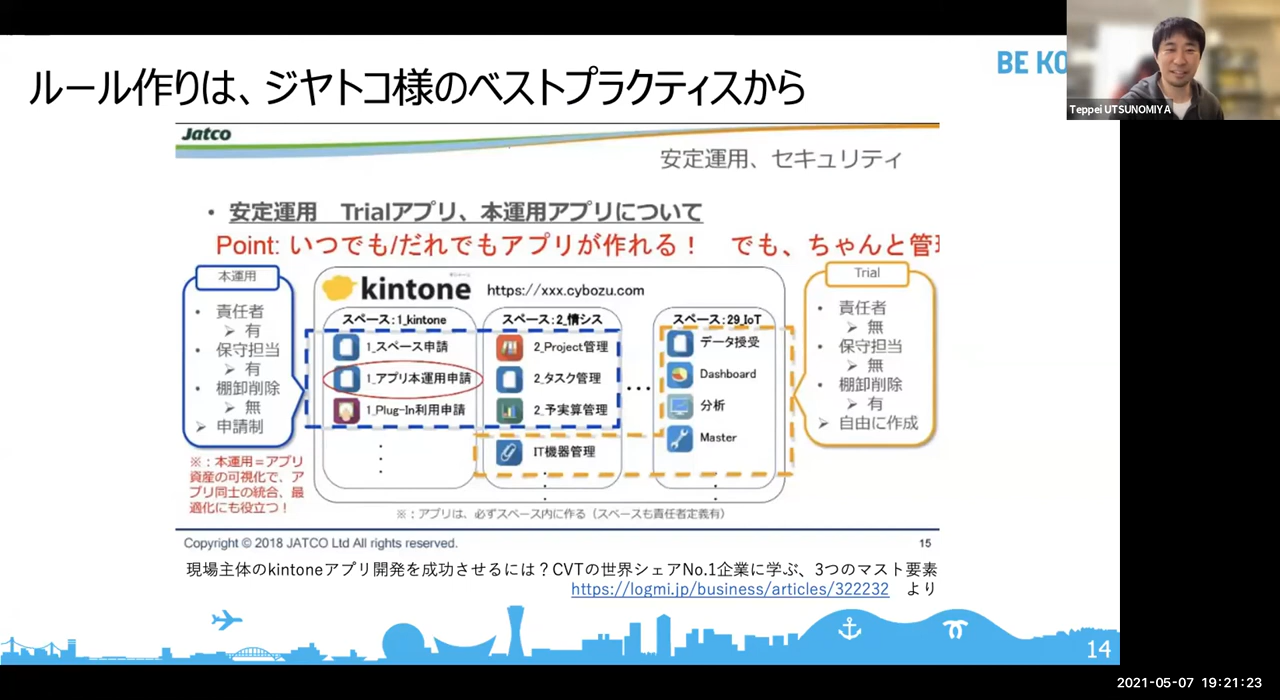 BE KO
Teppei UTSUNOMIYA
ルール作りは、ジヤトコ様のベストプラクティスから
Jatco
安定運用、セキュリティ
• 安定運用 Trialアプリ、本運用アプリについて
Point: いつでも/だれでもアプリが作れる！ でも、ちゃんと管理
本運用
• 責任者
➢ 有
• 保守担当
➢ 有
• 棚卸削除
➢ 無
➢ 申請制
※：本運用＝アプリ
資産の可視化で、ア
プリ同士の統合、最
適化にも役立つ！
kintone https://xxx.cybozu.com
スペース:1_kintone
1_スペース申請
1_アプリ本運用申請
1_Plug-In利用申請
スペース:2_情シス
2_Project管理
2_タスク管理
2_予実算管理
IT機器管理
…
スペース:29_IoT
データ授受
Dashboard
分析
Master
Trial
• 責任者
➢ 無
• 保守担当
➢ 無
• 棚卸削除
➢ 有
➢ 自由に作成
※：アプリは、必ずスペース内に作る（スペースも責任者定義有）
Copyright © 2018 JATCO Ltd All rights reserved.
15
現場主体のkintoneアプリ開発を成功させるには？CVTの世界シェアNo.1企業に学ぶ、3つのマスト要素
https://logmi.jp/business/articles/322232 より
14
2021-05-07 19:21:23